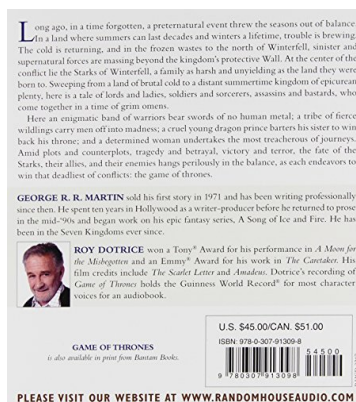 Long ago, in a time forgotten, a preternatural event threw the seasons out of balance.
In a land where summers can last decades and winters a lifetime, trouble is brewing.
The cold is returning, and in the frozen wastes to the north of Winterfell, sinister and
supernatural forces are massing beyond the kingdom's protective Wall. At the center of
the conflict lie the Starks of Winterfell, a family as harsh and unyielding as the land they were
born to. Sweeping from a land of brutal cold to a distant summertime kingdom of epicurean
plenty, here is a tale of lords and ladies, soldiers and sorcerers, assassins and bastards, who
come together in a time of grim omens.
Here an enigmatic band of warriors bear swords of no human metal; a tribe of fierce
wildlings carry men off into madness; a cruel young dragon prince barters his sister to win
back his throne; and a determined woman undertakes the most treacherous of journeys.
Amid plots and counterplots, tragedy and betrayal, victory and terror, the fate of the
Starks, their allies, and their enemies hangs perilously in the balance, as each endeavors to
win that deadliest of conflicts: the game of thrones.
GEORGE R. R. MARTIN sold his first story in 1971 and has been writing professionally
since then. He spent ten years in Hollywood as a writer-producer before he returned to prose
in the mid-'90s and began work on his epic fantasy series, A Song of Ice and Fire. He has
been in the Seven Kingdoms ever since.
ROY DOTRICE won a Tony® Award for his performance in A Moon for
the Misbegotten and an Emmy® Award for his work in The Caretaker. His
film credits include The Scarlet Letter and Amadeus. Dotrice's recording of
Game of Thrones holds the Guinness World Record® for most character
voices for an audiobook.
U.S. $45.00/CAN. $51.00
ISBN: 978-0-307-91309-8
54500
9 780307 913098
GAME OF THRONES
is also available in print from Bantam Books.
PLEASE VISIT OUR WEBSITE AT WWW.RANDOMHOUSEAUDIO.COM